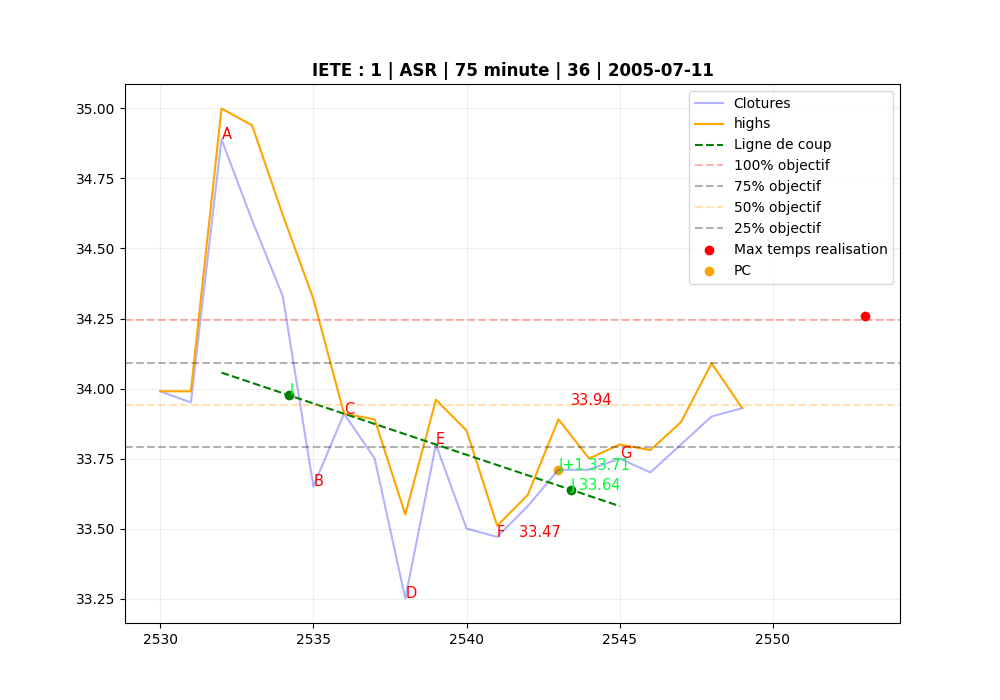 IETE : 1 | ASR | 75 minute | 36 | 2005-07-11
Clotures
highs
Ligne de coup
100% objectif
75% objectif
50% objectif
25% objectif
Max temps realisation
PC
35.00
34.75
34.50
34.25
34.00
33.75
33.50
33.25
A
J
C
33.94
E
G
J+1 33.71
B
J 33.64
F 33.47
D
2530
2535
2540
2545
2550